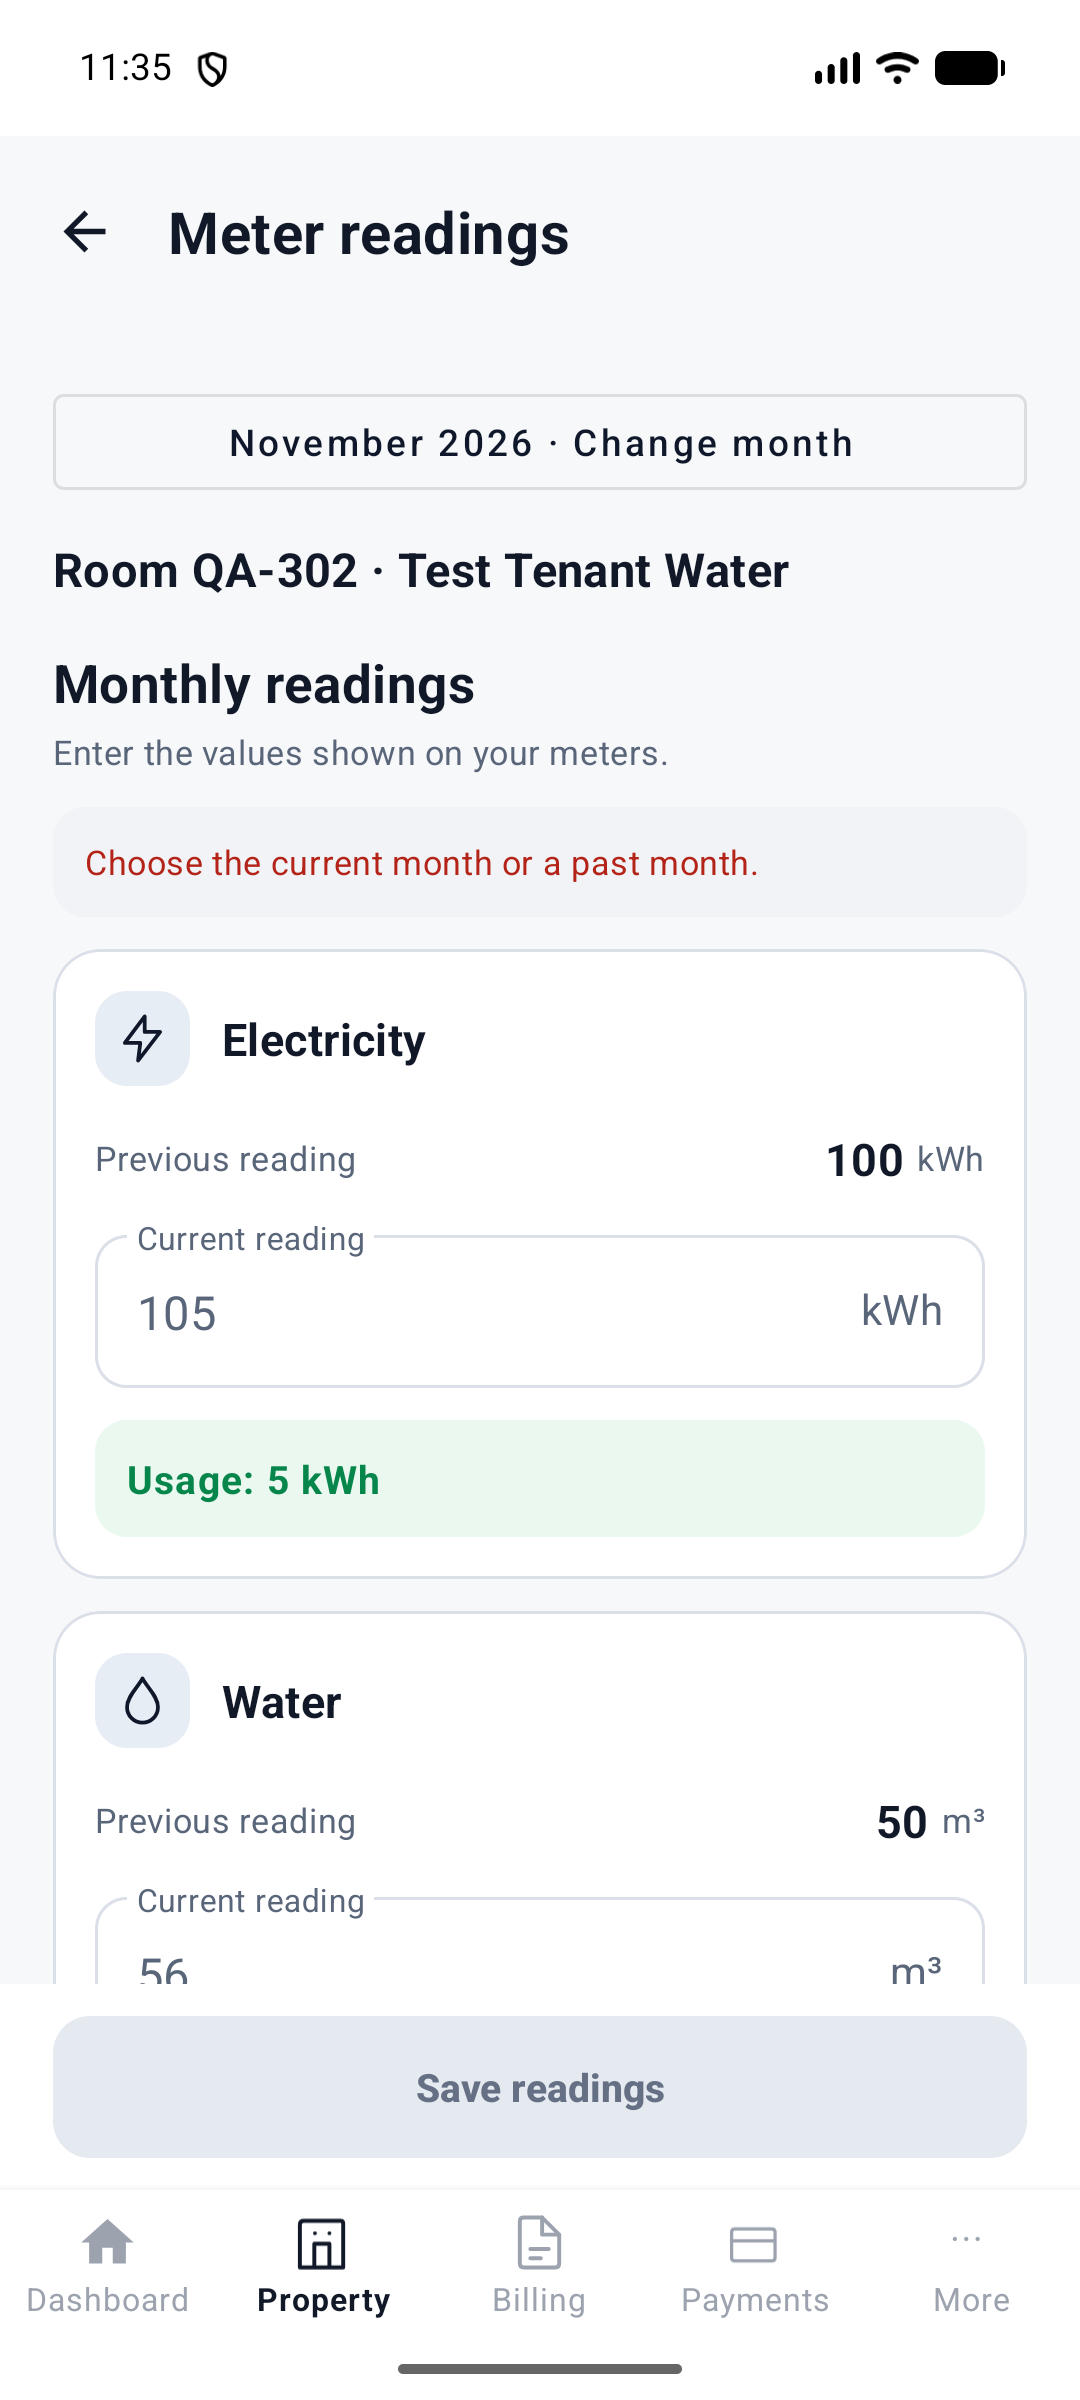 11:35
Meter readings
November 2026 · Change month
Room QA-302 · Test Tenant Water
Monthly readings
Enter the values shown on your meters.
Choose the current month or a past month.
Electricity
Previous reading 100 kWh
Current reading
105 kWh
Usage: 5 kWh
Water
Previous reading 50 m³
Current reading
56 m³
Save readings
Dashboard Property Billing Payments More